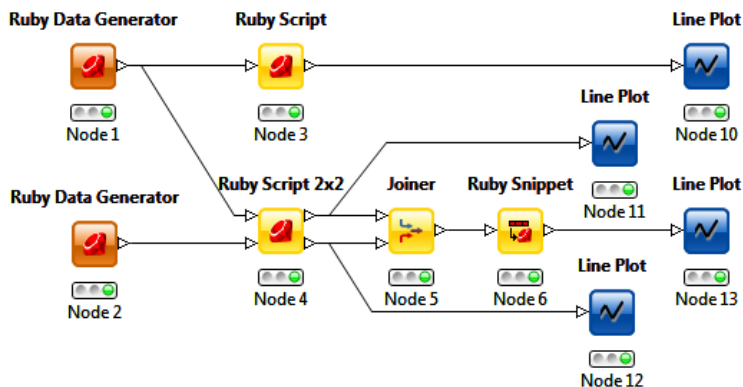 Ruby Data Generator
Ruby Script
Line Plot
Node 1
Node 3
Line Plot
Node 10
Ruby Data Generator
Ruby Script 2x2
Joiner
Ruby Snippet
Node 11
Line Plot
Node 2
Node 4
Node 5
Node 6
Line Plot
Node 13
Node 12